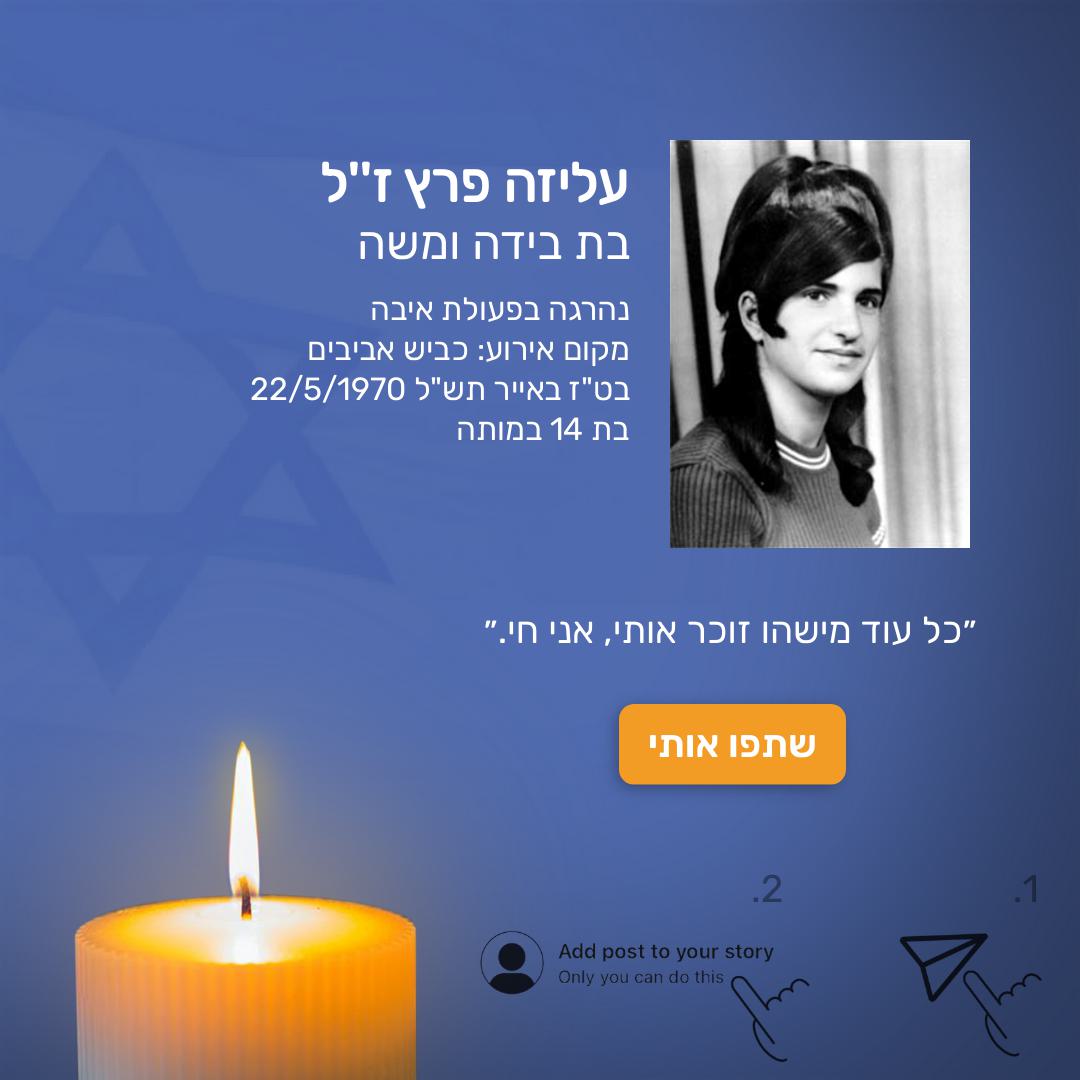 עליזה פרץ ז"ל
בת בידה ומשה
נהרגה בפעולת איבה
מקום אירוע: כביש אביבים
בט"ז באייר תש"ל 22/5/1970
בת 14 במותה
״כל עוד מישהו זוכר אותי, אני חי.״
שתפו אותי
1.
2.
Add post to your story
Only you can do this